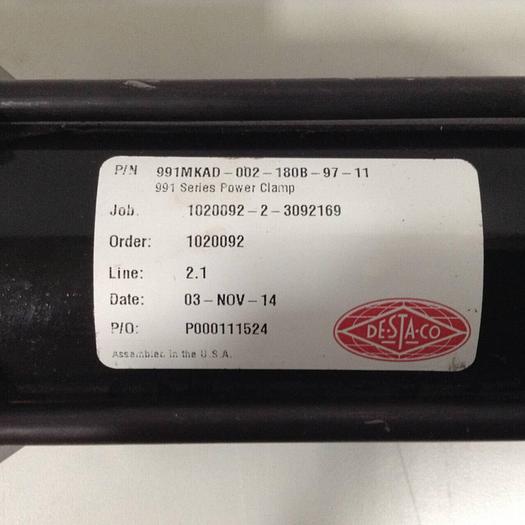 P/N 991MKAD-002-180B-97-11
991 Series Power Clamp
Job: 1020092-2-3092169
Order: 1020092
Line: 2.1
Date: 03-NOV-14
P/O: P000111524
DE-STA-CO
Assembled in the U.S.A.